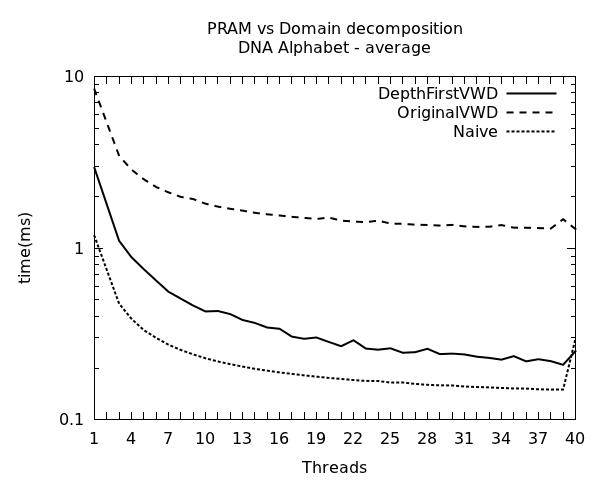 PRAM vs Domain decomposition
DNA Alphabet - average
DepthFirstVWD
OriginalVWD
Naive
10
1
0.1
time(ms)
1 4 7 10 13 16 19 22 25 28 31 34 37 40
Threads